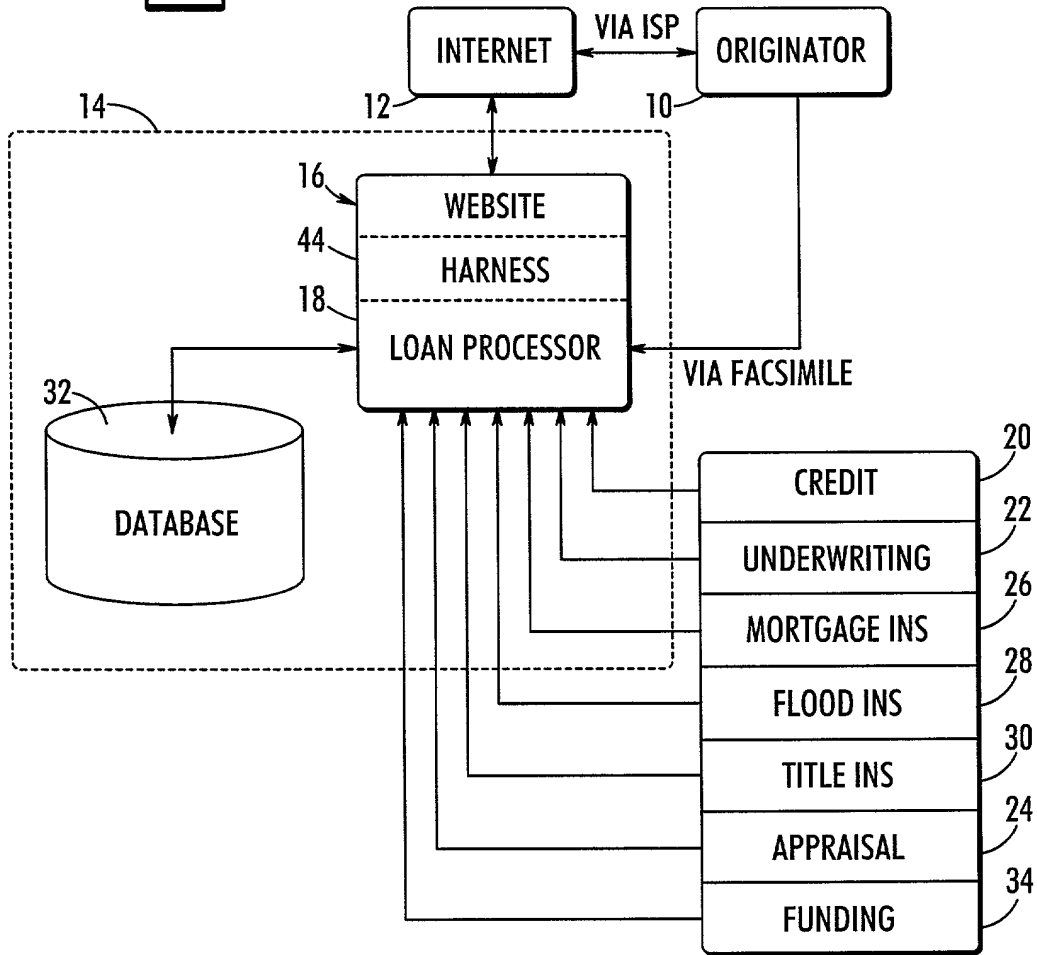 VIA ISP
INTERNET
ORIGINATOR
12
10
14
16
WEBSITE
44
HARNESS
18
LOAN PROCESSOR
VIA FACSIMILE
32
DATABASE
20
CREDIT
22
UNDERWRITING
26
MORTGAGE INS
28
FLOOD INS
30
TITLE INS
24
APPRAISAL
34
FUNDING